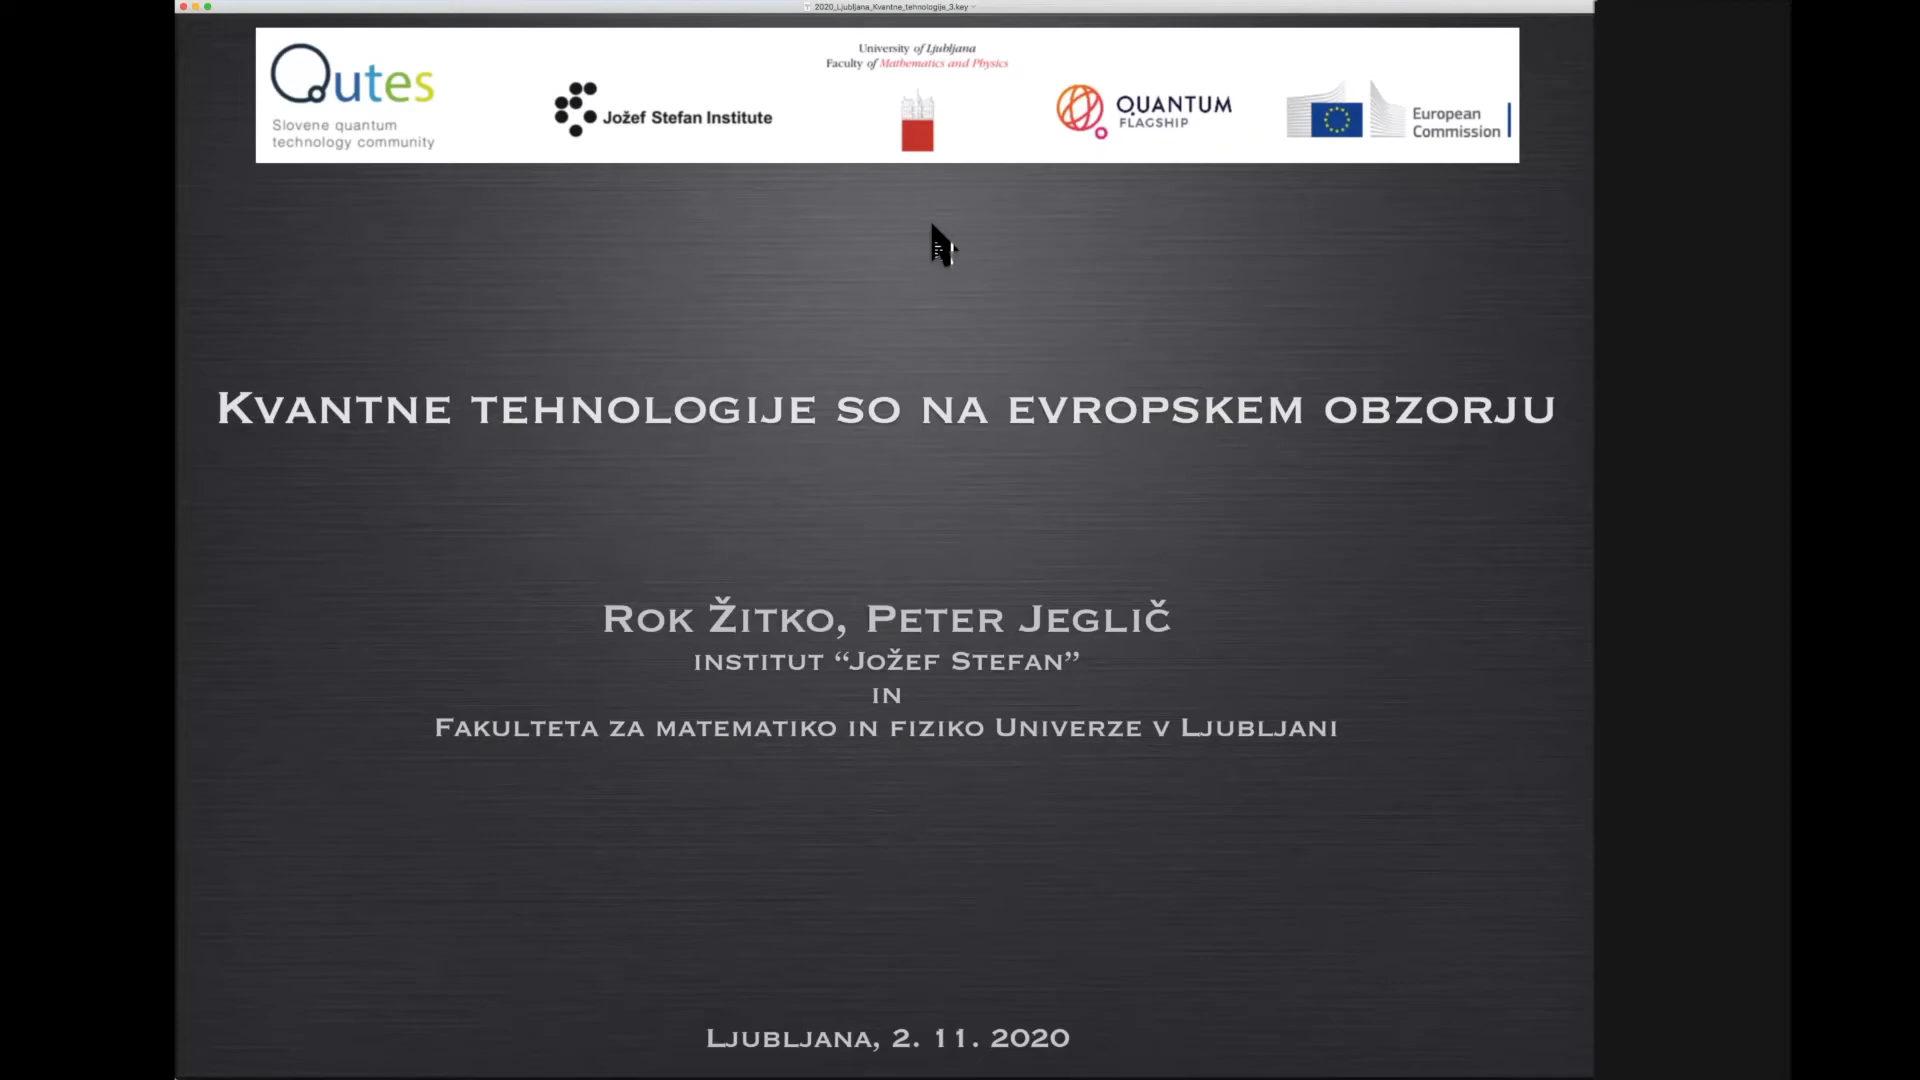 2020_Ljubljana_Kvantne_tehnologije_3.key
Qutes
Slovene quantum
technology community
Jožef Stefan Institute
University of Ljubljana
Faculty of Mathematics and Physics
QUANTUM
FLAGSHIP
European
Commission
Kvantne tehnologije so na evropskem obzorju
Rok Žitko, Peter Jeglič
institut “Jožef Stefan”
in
Fakulteta za matematiko in fiziko Univerze v Ljubljani
Ljubljana, 2. 11. 2020